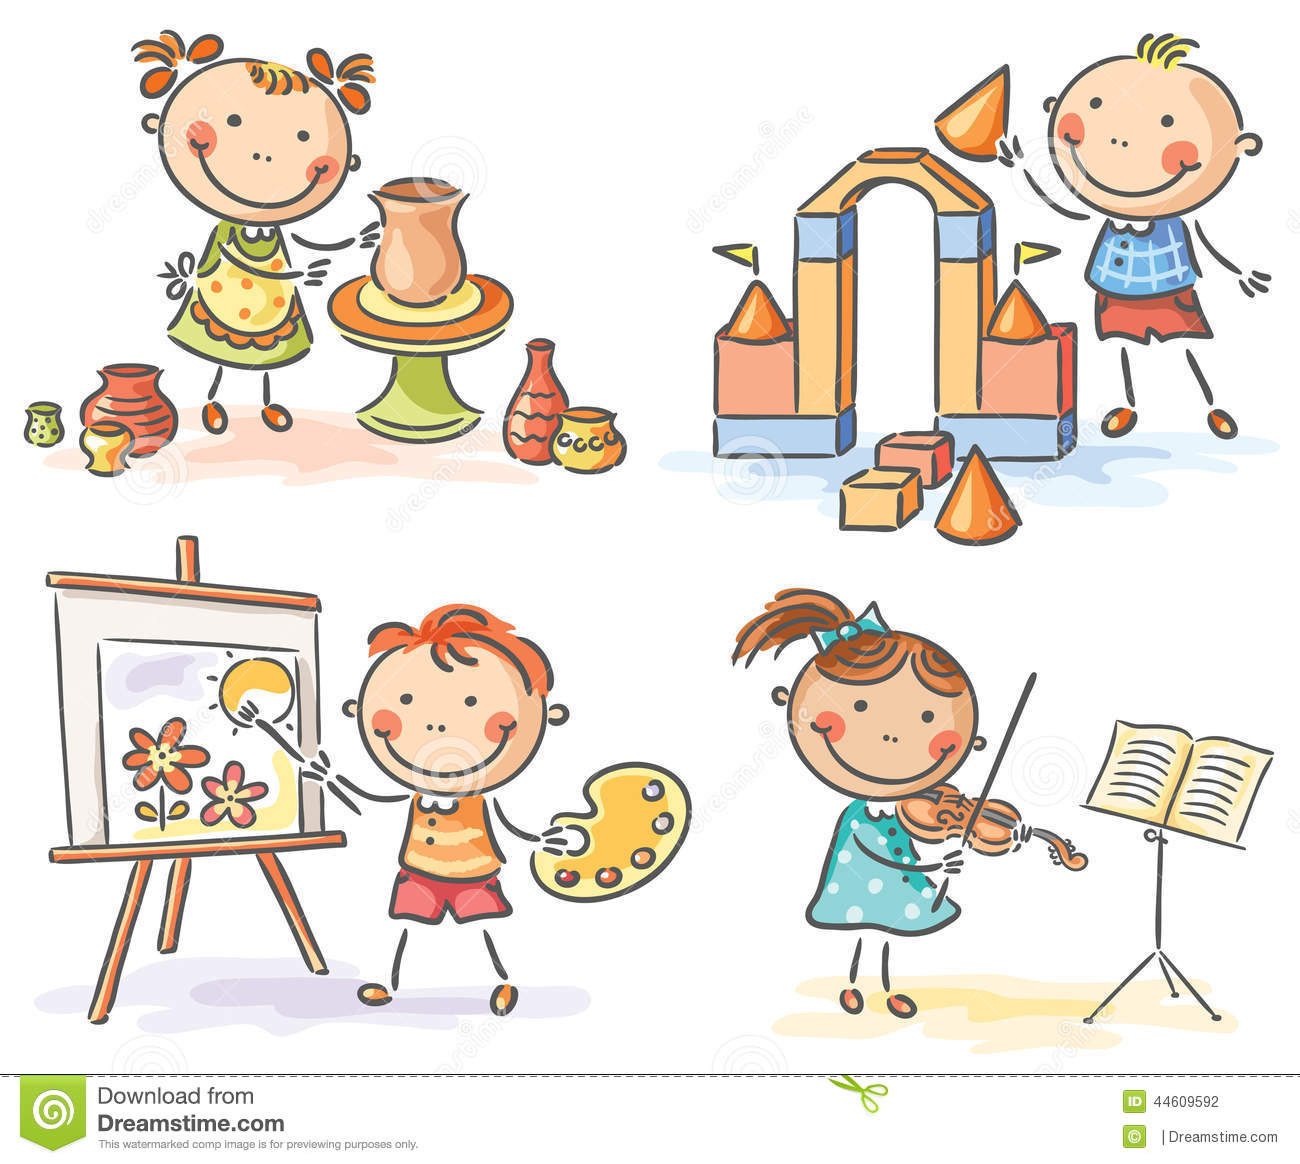 Download from
Dreamstime.com
This watermarked comp image is for previewing purposes only.
ID 44609592
© | Dreamstime.com